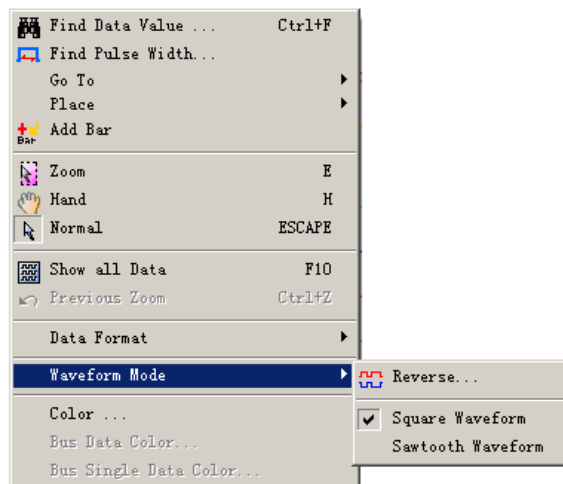 Find Data Value ... Ctrl+F
Find Pulse Width...
Go To
Place
Bar Add Bar
Zoom E
Hand H
Normal ESCAPE
Show all Data F10
Previous Zoom Ctrl+Z
Data Format
Waveform Mode
Reverse...
Color ...
Square Waveform
Bus Data Color...
Sawtooth Waveform
Bus Single Data Color...